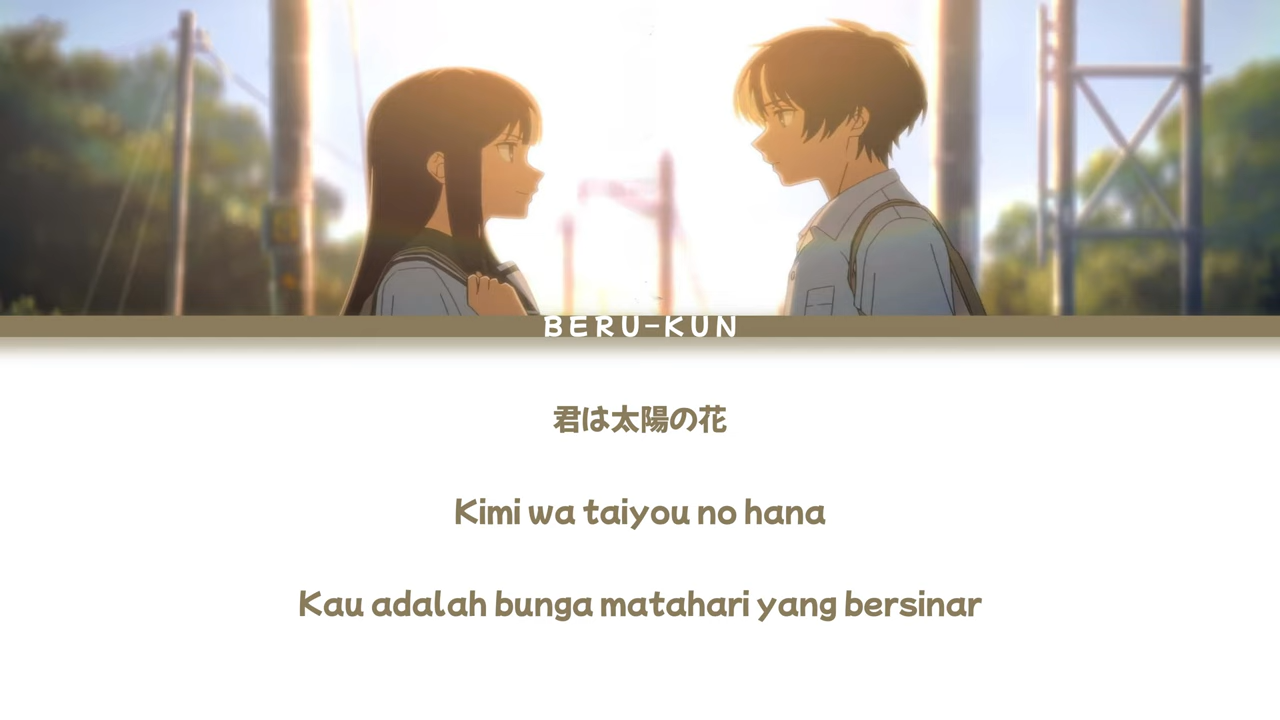 BERU-KUN
君は太陽の花
Kimi wa taiyou no hana
Kau adalah bunga matahari yang bersinar